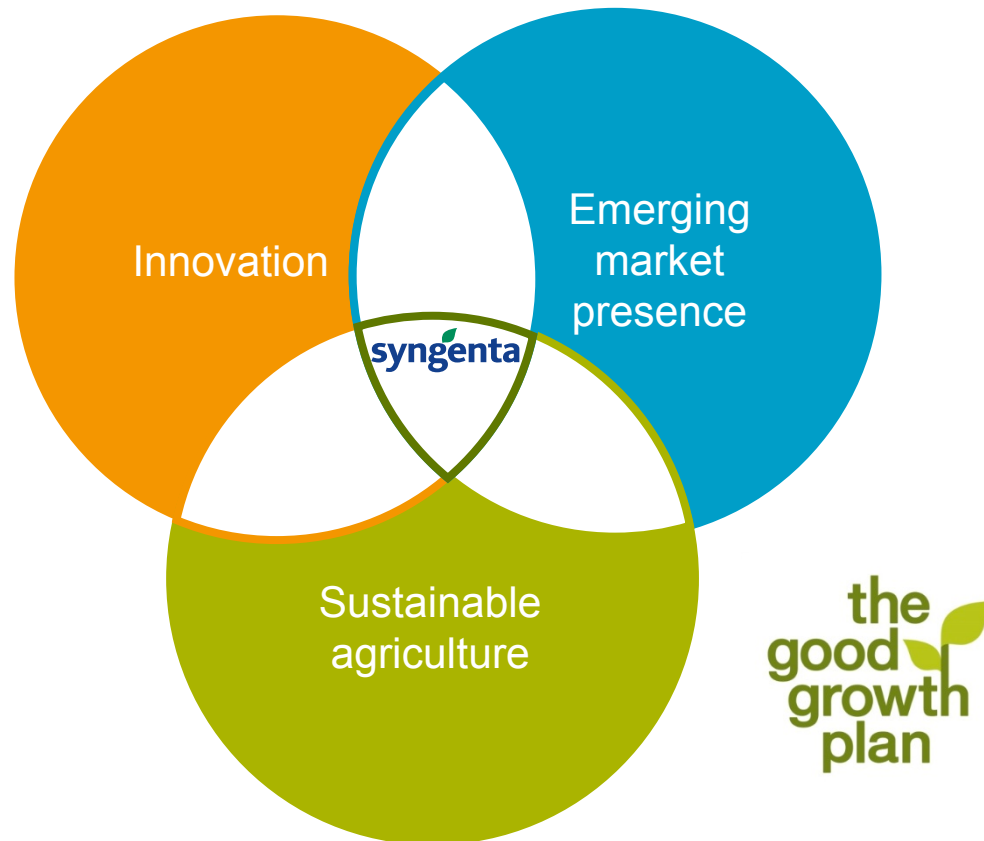 Innovation
Emerging
market
presence
syngenta
Sustainable
agriculture
the
good
growth
plan